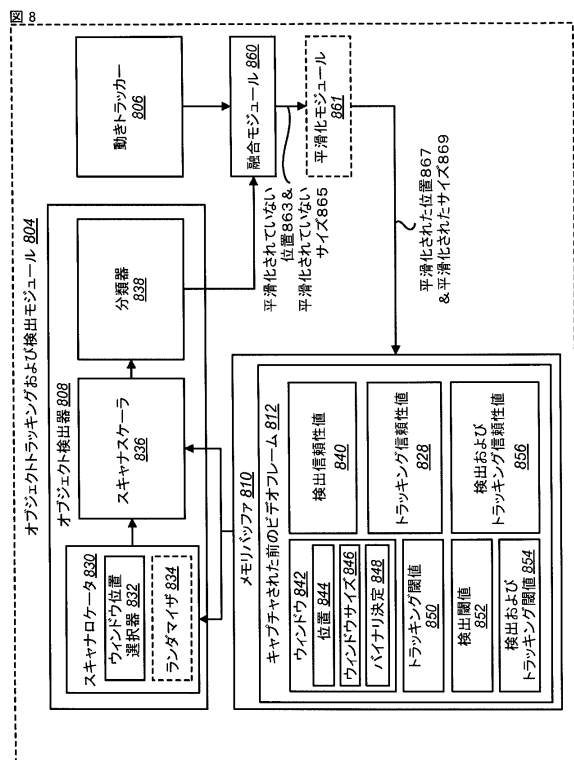 図 8
オブジェクトトラッキングおよび検出モジュール 804
オブジェクト検出器 808
スキャナロケータ 830
ウィンドウ位置
選択器
832
ランダマイザ 834
スキャナスケーラ
836
分類器
838
動きトラッカー
806
融合モジュール 860
平滑化されていない
位置863&
平滑化されていない
サイズ865
平滑化モジュール
861
平滑化された位置867
&平滑化されたサイズ869
メモリバッファ 810
キャプチャされた前のビデオフレーム 812
ウィンドウ 842
位置 844
ウィンドウサイズ 846
バイナリ決定 848
トラッキング閾値
850
検出閾値
852
検出および
トラッキング閾値 854
検出信頼性値
840
トラッキング信頼性値
828
検出および
トラッキング信頼性値
856